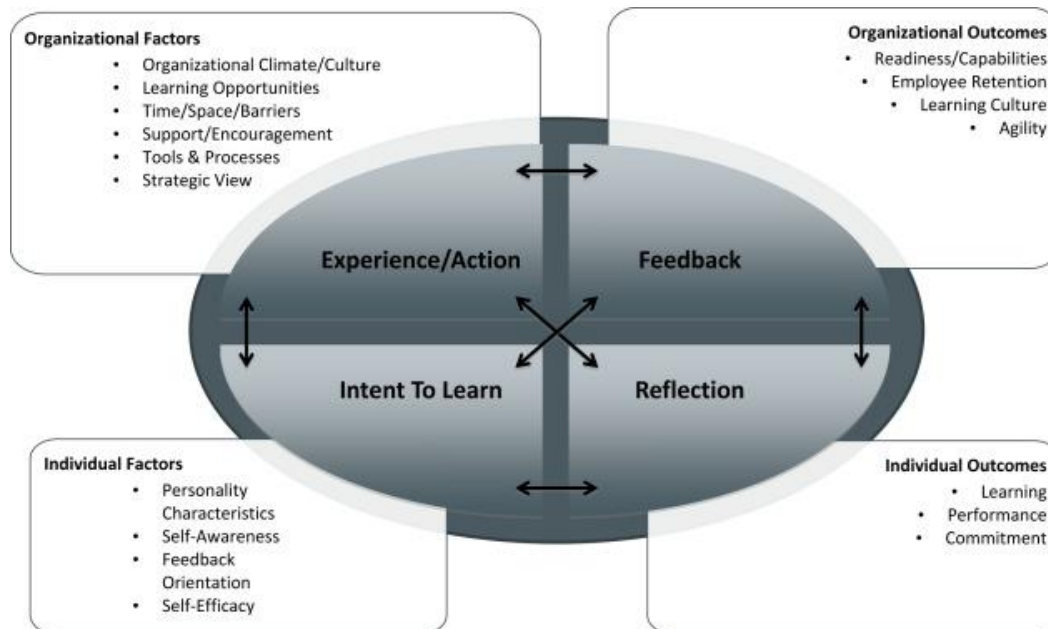 Organizational Factors
• Organizational Climate/Culture
• Learning Opportunities
• Time/Space/Barriers
• Support/Encouragement
• Tools & Processes
• Strategic View
Organizational Outcomes
• Readiness/Capabilities
• Employee Retention
• Learning Culture
• Agility
Experience/Action
Feedback
Intent To Learn
Reflection
Individual Factors
• Personality
Characteristics
• Self-Awareness
• Feedback
Orientation
• Self-Efficacy
Individual Outcomes
• Learning
• Performance
• Commitment